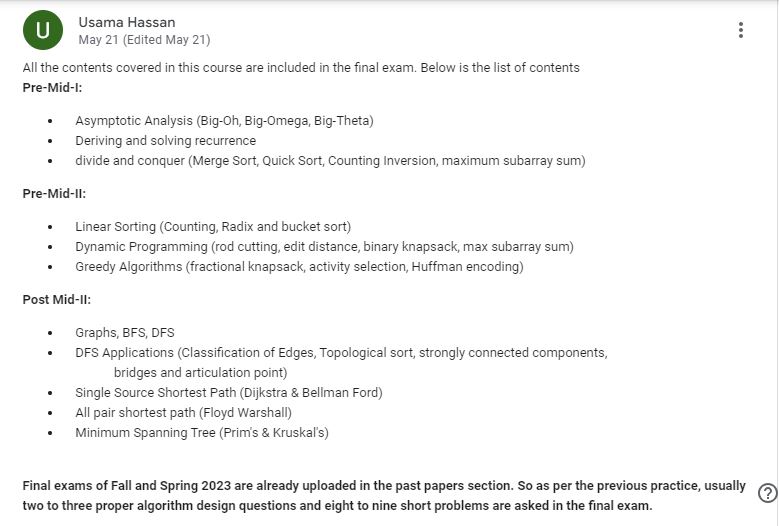 U
Usama Hassan
May 21 (Edited May 21)
All the contents covered in this course are included in the final exam. Below is the list of contents
Pre-Mid-I:
• Asymptotic Analysis (Big-Oh, Big-Omega, Big-Theta)
• Deriving and solving recurrence
• divide and conquer (Merge Sort, Quick Sort, Counting Inversion, maximum subarray sum)
Pre-Mid-II:
• Linear Sorting (Counting, Radix and bucket sort)
• Dynamic Programming (rod cutting, edit distance, binary knapsack, max subarray sum)
• Greedy Algorithms (fractional knapsack, activity selection, Huffman encoding)
Post Mid-II:
• Graphs, BFS, DFS
• DFS Applications (Classification of Edges, Topological sort, strongly connected components,
bridges and articulation point)
• Single Source Shortest Path (Dijkstra & Bellman Ford)
• All pair shortest path (Floyd Warshall)
• Minimum Spanning Tree (Prim's & Kruskal's)
Final exams of Fall and Spring 2023 are already uploaded in the past papers section. So as per the previous practice, usually
two to three proper algorithm design questions and eight to nine short problems are asked in the final exam.
?